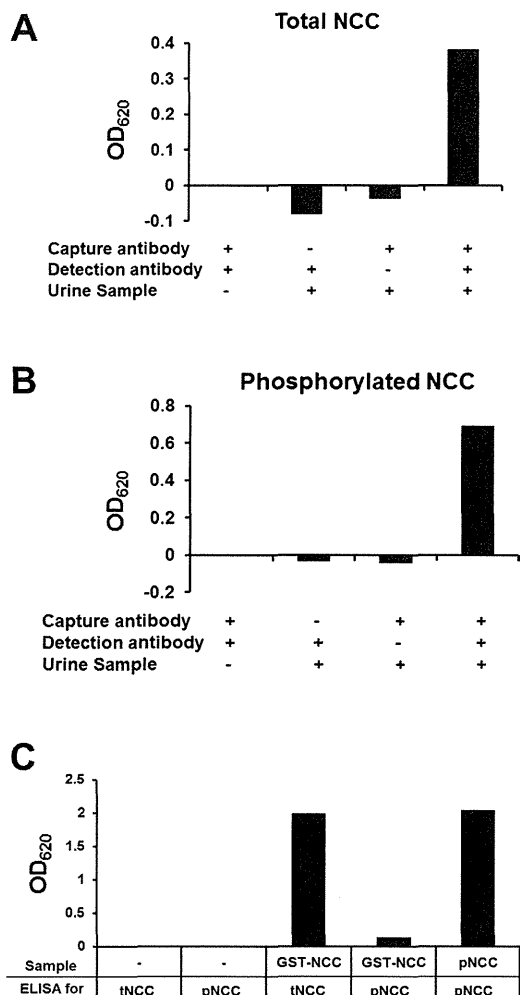 A
Total NCC
OD620
0.4
0.3
0.2
0.1
0
-0.1
Capture antibody + - + +
Detection antibody + + - +
Urine Sample - + + +
B
Phosphorylated NCC
OD620
0.8
0.6
0.4
0.2
0
-0.2
Capture antibody + - + +
Detection antibody + + - +
Urine Sample - + + +
C
OD620
2.5
2
1.5
1
0.5
0
Sample - - GST-NCC GST-NCC pNCC
ELISA for tNCC pNCC tNCC pNCC pNCC